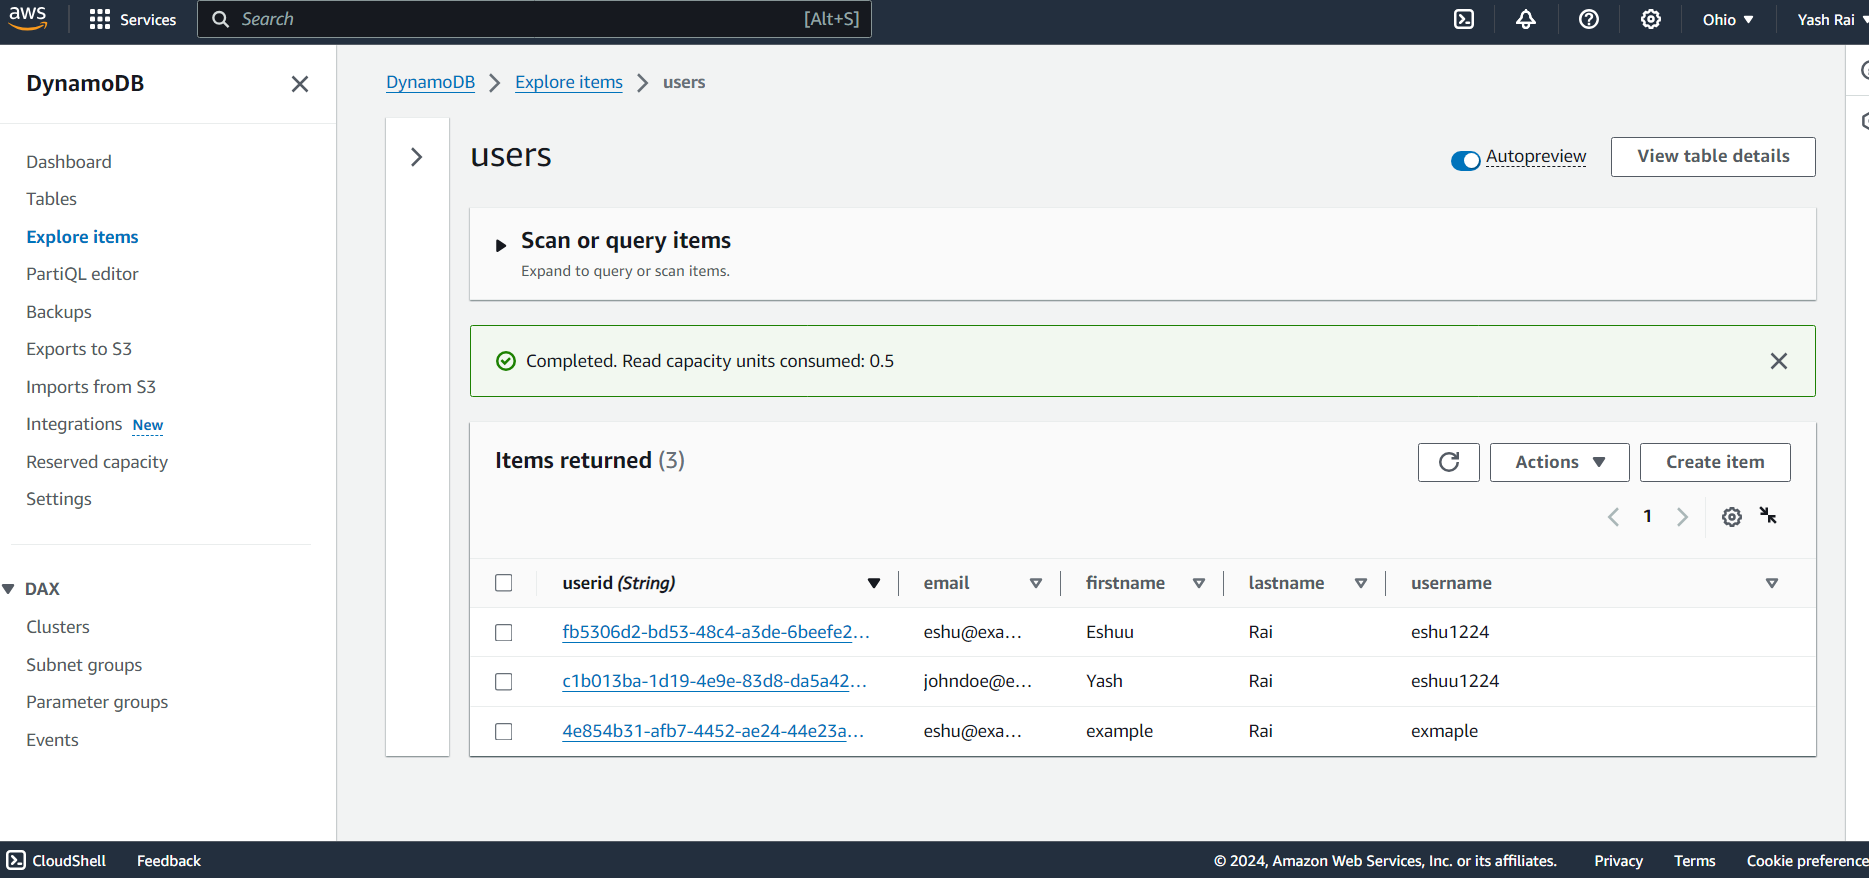 aws Services Search [Alt+S] Ohio Yash Rai
DynamoDB
Dashboard
Tables
Explore items
PartiQL editor
Backups
Exports to S3
Imports from S3
Integrations New
Reserved capacity
Settings
DAX
Clusters
Subnet groups
Parameter groups
Events
DynamoDB Explore items users
users
Autopreview View table details
Scan or query items
Expand to query or scan items.
Completed. Read capacity units consumed: 0.5
Items returned (3)
Actions Create item
1
userid (String) email firstname lastname username
fb5306d2-bd53-48c4-a3de-6beefe2... eshu@exa... Eshuu Rai eshu1224
c1b013ba-1d19-4e9e-83d8-da5a42... johndoe@e... Yash Rai eshuu1224
4e854b31-afb7-4452-ae24-44e23a... eshu@exa... example Rai exmaple
CloudShell Feedback © 2024, Amazon Web Services, Inc. or its affiliates. Privacy Terms Cookie preference